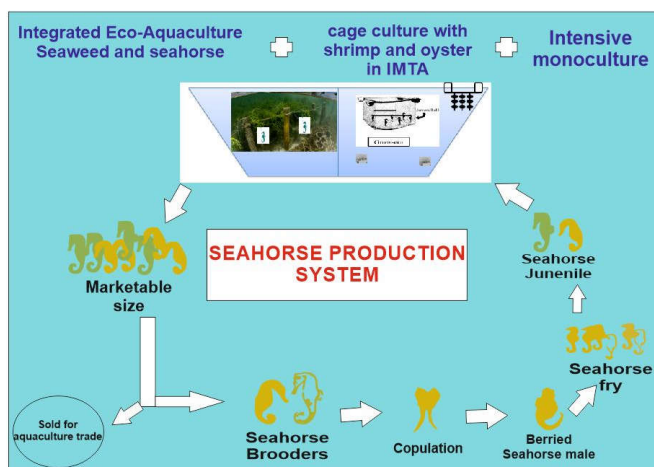 Integrated Eco-Aquaculture
Seaweed and seahorse
cage culture with
shrimp and oyster
in IMTA
Intensive
monoculture
SEAHORSE PRODUCTION
SYSTEM
Marketable
size
Seahorse
Junenile
Seahorse
fry
Sold for
aquaculture trade
Seahorse
Brooders
Copulation
Berried
Seahorse male